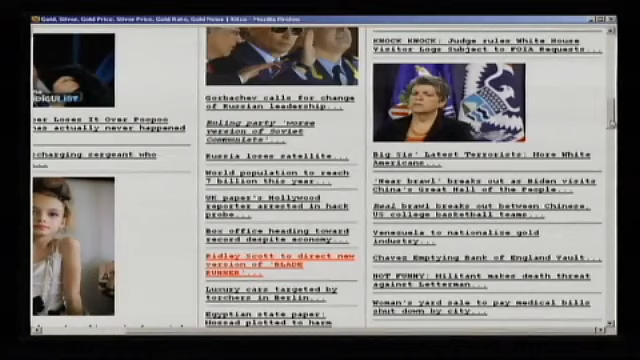 Gold, Silver, Gold Price, Silver Price, Gold Rate, Gold News | Kitco - Mozilla Firefox
er Loses It Over Poopoo
has actually never happened
charging sergeant who
Gorbachev calls for change
of Russian leadership...
Ruling party 'worse
version of Soviet
Communists'...
Russia loses satellite...
World population to reach
7 billion this year...
UK paper's Hollywood
reporter arrested in hack
probe...
Box office heading toward
record despite economy...
Ridley Scott to direct new
version of 'BLADE
RUNNER'...
Luxury cars targeted by
torchers in Berlin...
Egyptian state paper:
Mossad plotted to harm
KNOCK KNOCK: Judge rules White House
Visitor Logs Subject to FOIA Requests...
Big Sis' Latest Terrorists: More White
Americans...
'Near brawl' breaks out as Biden visits
China's Great Hall of the People...
Real brawl breaks out between Chinese,
US college basketball teams...
Venezuela to nationalize gold
industry...
Chavez Emptying Bank of England Vault...
NOT FUNNY: Militant makes death threat
against Letterman...
Woman's yard sale to pay medical bills
shut down by city...